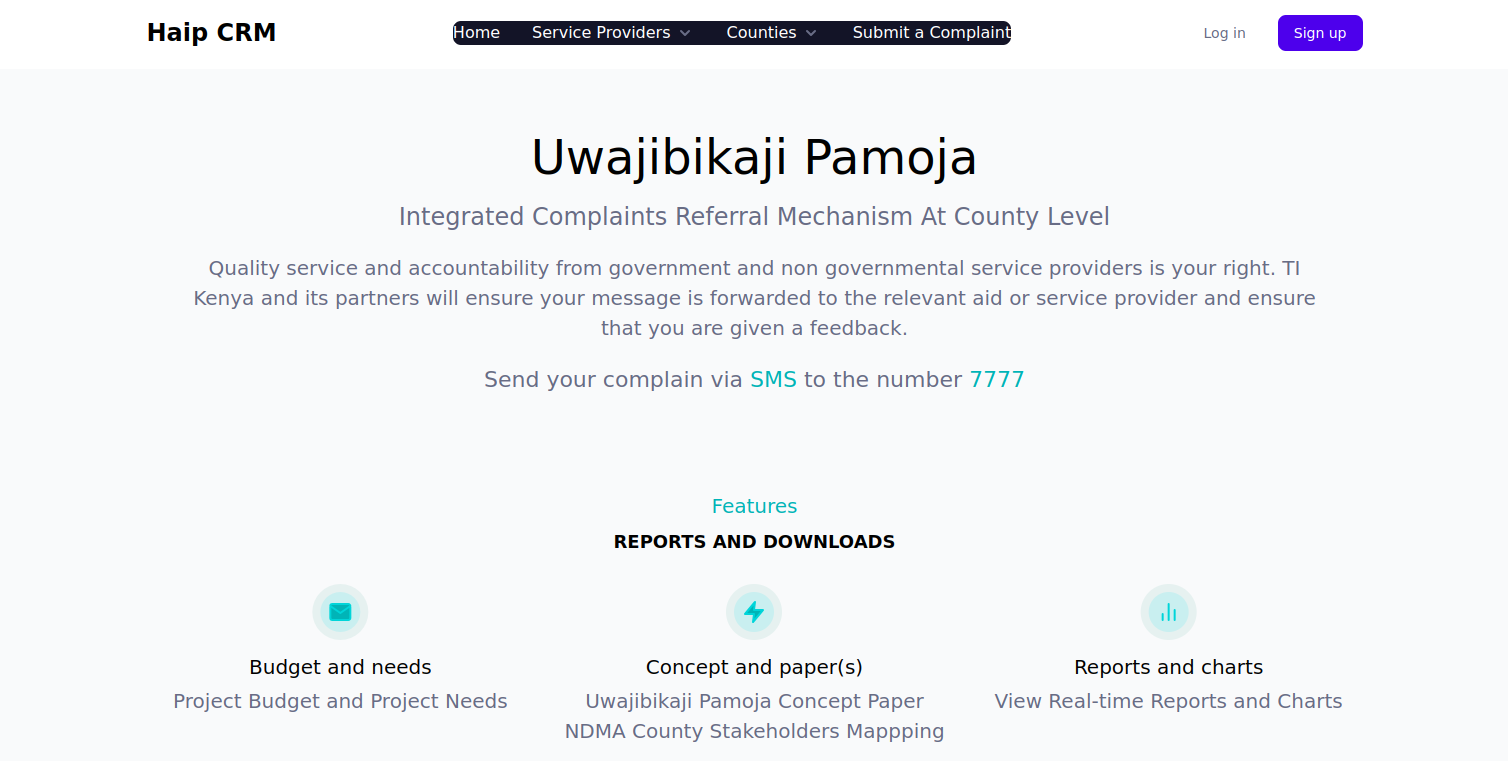 Haip CRM
Home Service Providers Counties Submit a Complaint
Log in Sign up
Uwajibikaji Pamoja
Integrated Complaints Referral Mechanism At County Level
Quality service and accountability from government and non governmental service providers is your right. TI
Kenya and its partners will ensure your message is forwarded to the relevant aid or service provider and ensure
that you are given a feedback.
Send your complain via SMS to the number 7777
Features
REPORTS AND DOWNLOADS
Budget and needs
Project Budget and Project Needs
Concept and paper(s)
Uwajibikaji Pamoja Concept Paper
NDMA County Stakeholders Mappping
Reports and charts
View Real-time Reports and Charts